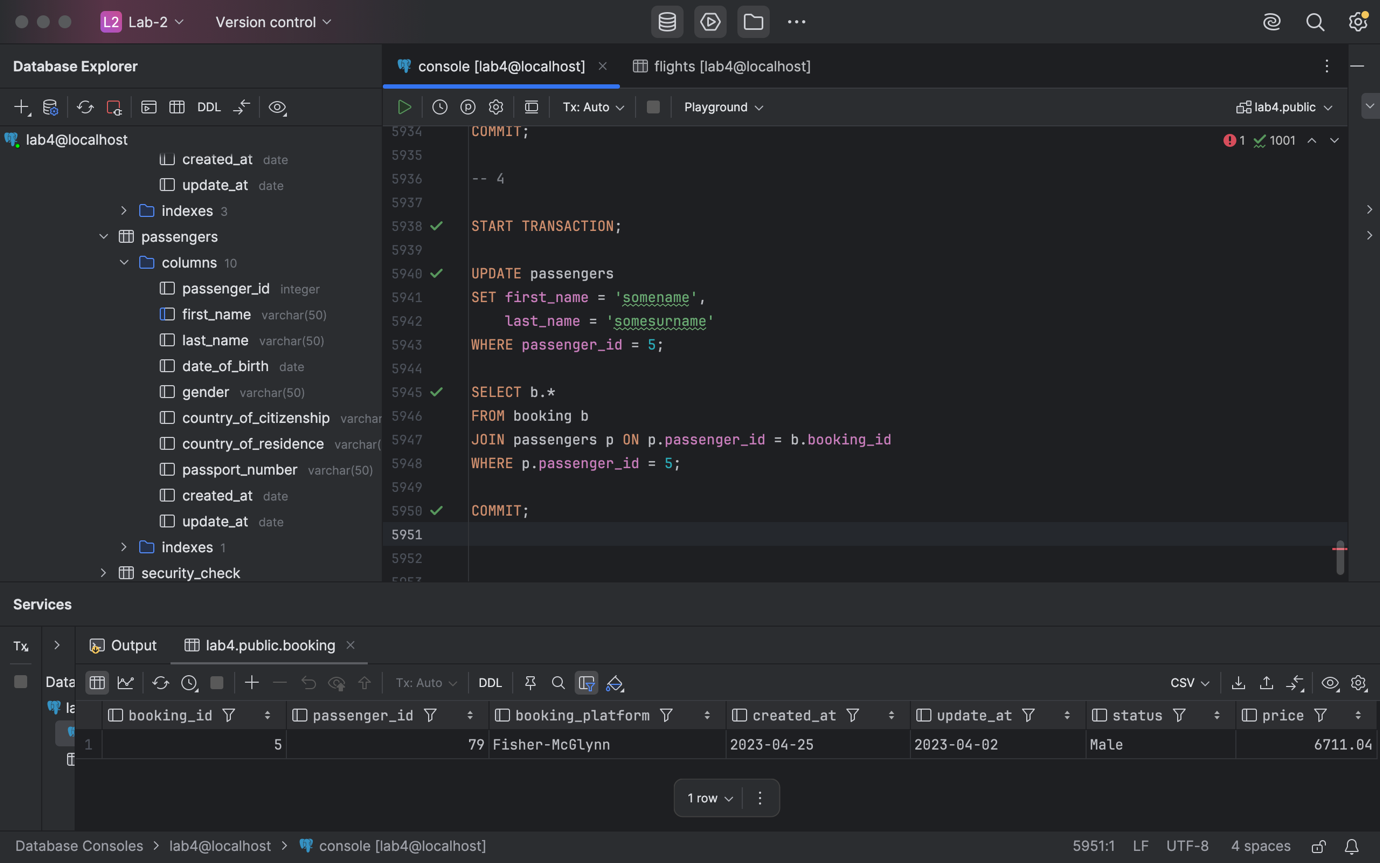 L2 Lab-2 Version control
Database Explorer
console [lab4@localhost] flights [lab4@localhost]
DDL Tx: Auto Playground lab4.public
lab4@localhost
created_at date
update_at date
indexes 3
passengers
columns 10
passenger_id integer
first_name varchar(50)
last_name varchar(50)
date_of_birth date
gender varchar(50)
country_of_citizenship varchar
country_of_residence varchar(
passport_number varchar(50)
created_at date
update_at date
indexes 1
security_check
1 1001
5934 COMMIT;
5935
5936 -- 4
5937
5938 START TRANSACTION;
5939
5940 UPDATE passengers
5941 SET first_name = 'somename',
5942 last_name = 'somesurname'
5943 WHERE passenger_id = 5;
5944
5945 SELECT b.*
5946 FROM booking b
5947 JOIN passengers p ON p.passenger_id = b.booking_id
5948 WHERE p.passenger_id = 5;
5949
5950 COMMIT;
5951
5952
5953
Services
Tx Output lab4.public.booking
Data
la
Tx: Auto DDL CSV
booking_id passenger_id booking_platform created_at update_at status price
1 5 79 Fisher-McGlynn 2023-04-25 2023-04-02 Male 6711.04
1 row
Database Consoles lab4@localhost console [lab4@localhost] 5951:1 LF UTF-8 4 spaces